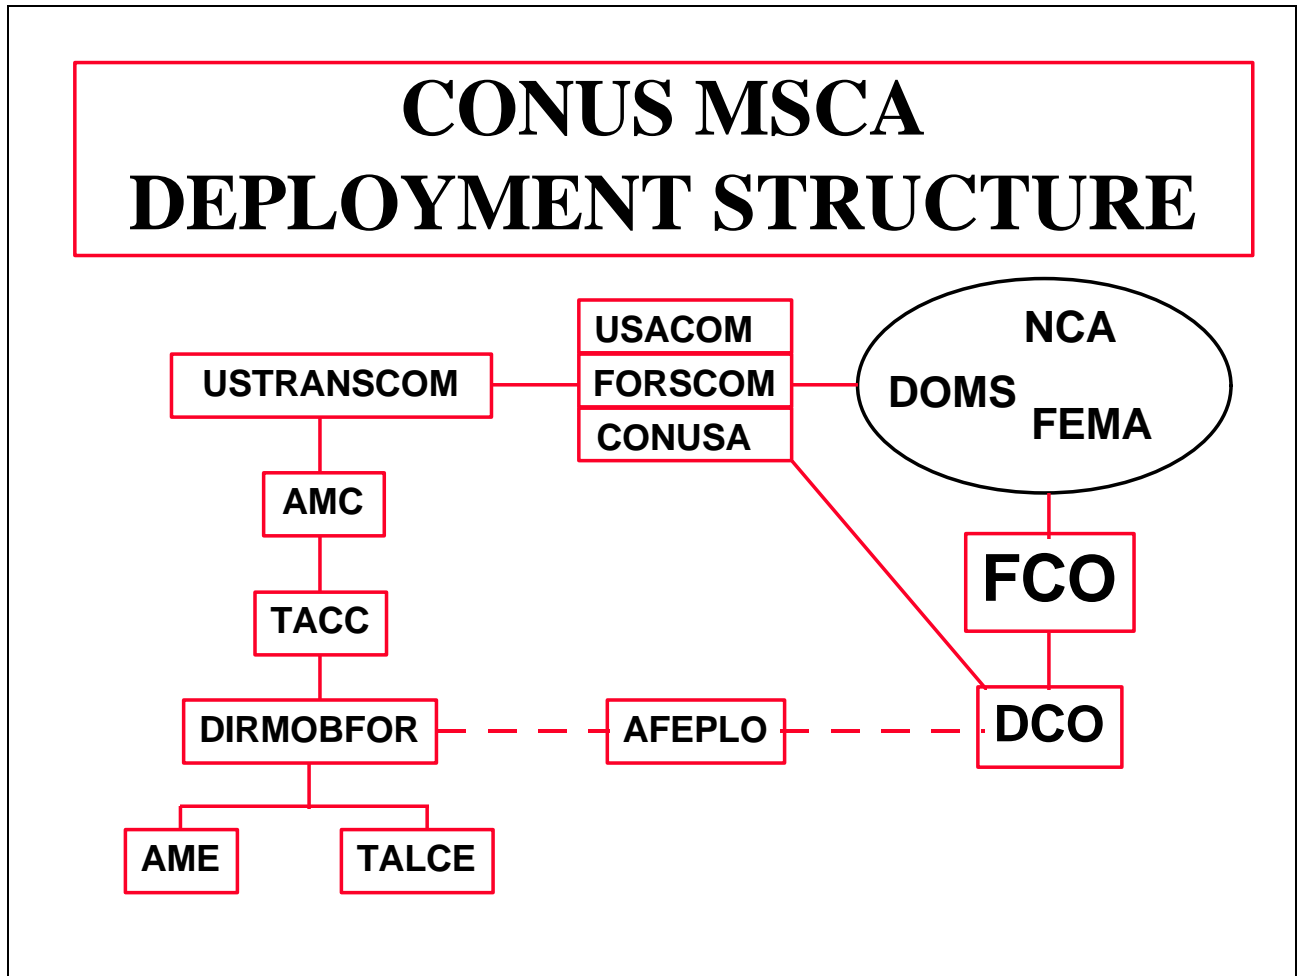 CONUS MSCA
DEPLOYMENT STRUCTURE
USACOM
NCA
USTRANSCOM
FORSCOM
DOMS
FEMA
CONUSA
AMC
FCO
TACC
DIRMOBFOR
AFEPLO
DCO
AME
TALCE